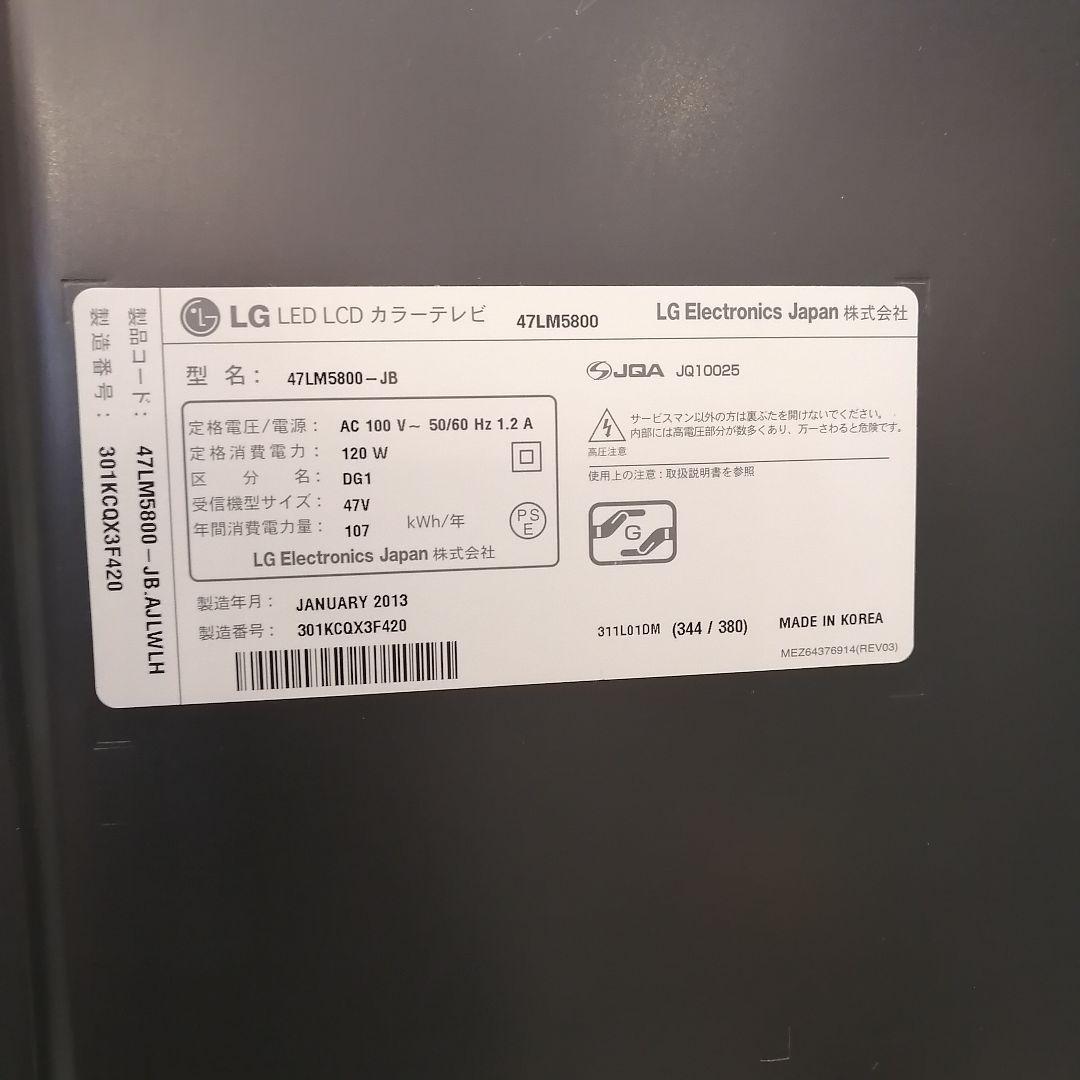 LG LED LCD カラーテレビ 47LM5800 LG Electronics Japan 株式会社
型 名： 47LM5800-JB
定格電圧/電源： AC 100 V~ 50/60 Hz 1.2 A
定格消費電力： 120 W
区 分 名： DG1
受信機型サイズ： 47V
年間消費電力量： 107 kWh/年
PS
E
LG Electronics Japan 株式会社
製造年月： JANUARY 2013
製造番号： 301KCQX3F420
JQA JQ10025
サービスマン以外の方は裏ぶたを開けないでください。
内部には高電圧部分が数多くあり、万一さわると危険です。
高圧注意
使用上の注意：取扱説明書を参照
G
311L01DM (344 / 380) MADE IN KOREA
MEZ64376914(REV03)
製品コード： 47LM5800-JB.AJLWLH
製造番号： 301KCQX3F420